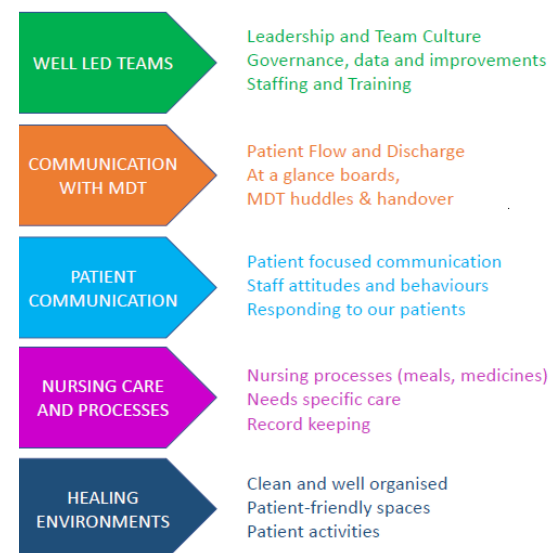 WELL LED TEAMS
Leadership and Team Culture
Governance, data and improvements
Staffing and Training
COMMUNICATION
WITH MDT
Patient Flow and Discharge
At a glance boards,
MDT huddles & handover
PATIENT
COMMUNICATION
Patient focused communication
Staff attitudes and behaviours
Responding to our patients
NURSING CARE
AND PROCESSES
Nursing processes (meals, medicines)
Needs specific care
Record keeping
HEALING
ENVIRONMENTS
Clean and well organised
Patient-friendly spaces
Patient activities